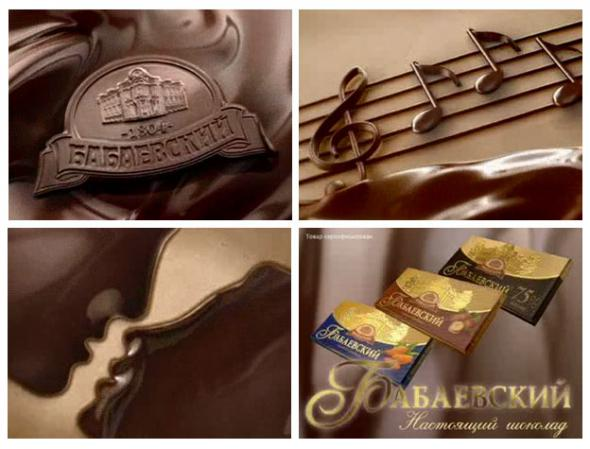 -1804-
БАБАЕВСКИЙ
Товар сертифицирован
БАБАЕВСКИЙ
75%
БАБАЕВСКИЙ
БАБАЕВСКИЙ
БАБАЕВСКИЙ
Настоящий шоколад